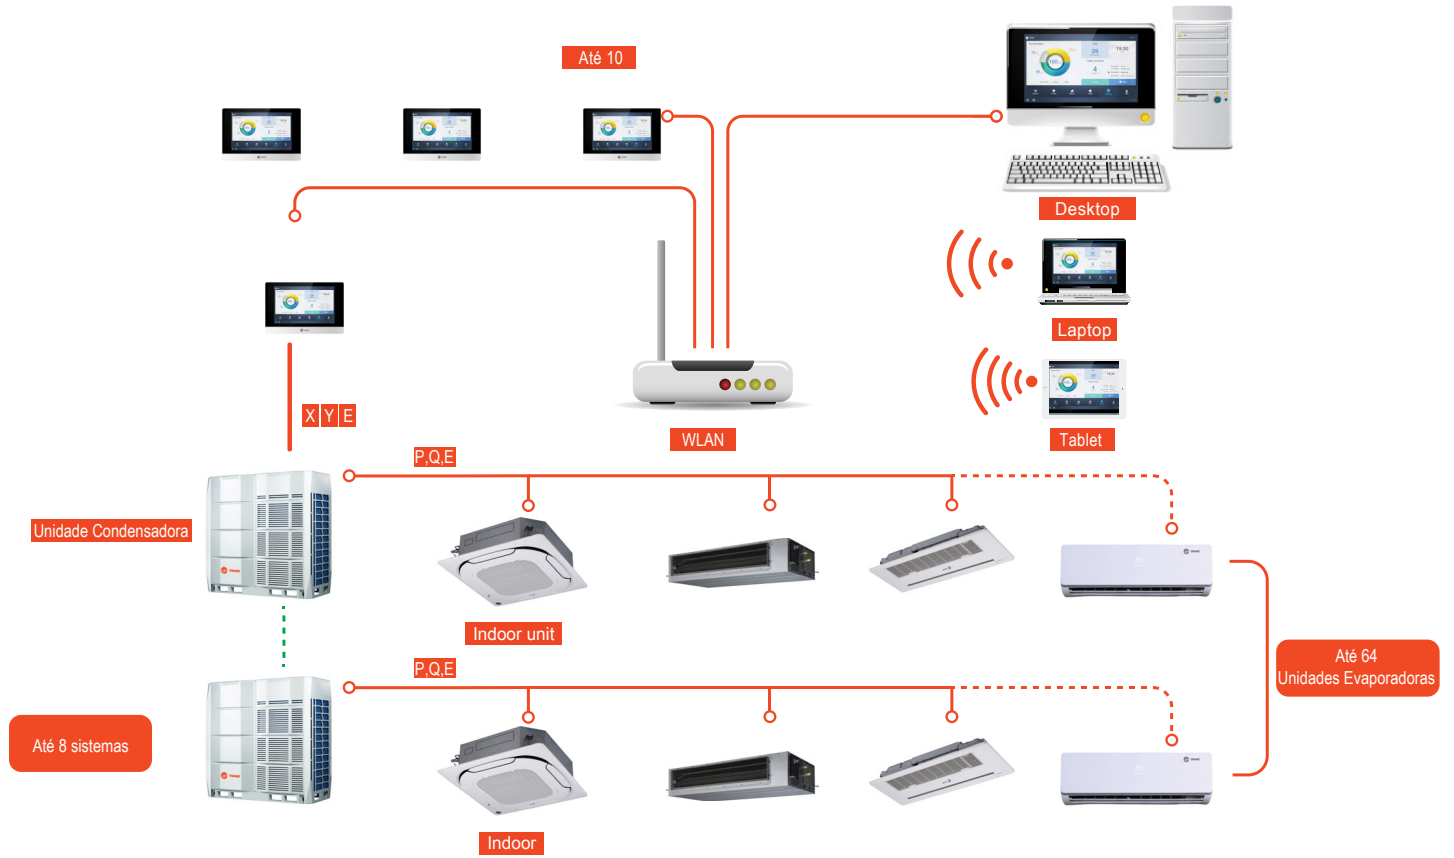 Até 10
Desktop
Laptop
Tablet
WLAN
X Y E
P,Q,E
Unidade Condensadora
Indoor unit
P,Q,E
Até 64
Unidades Evaporadoras
Até 8 sistemas
Indoor